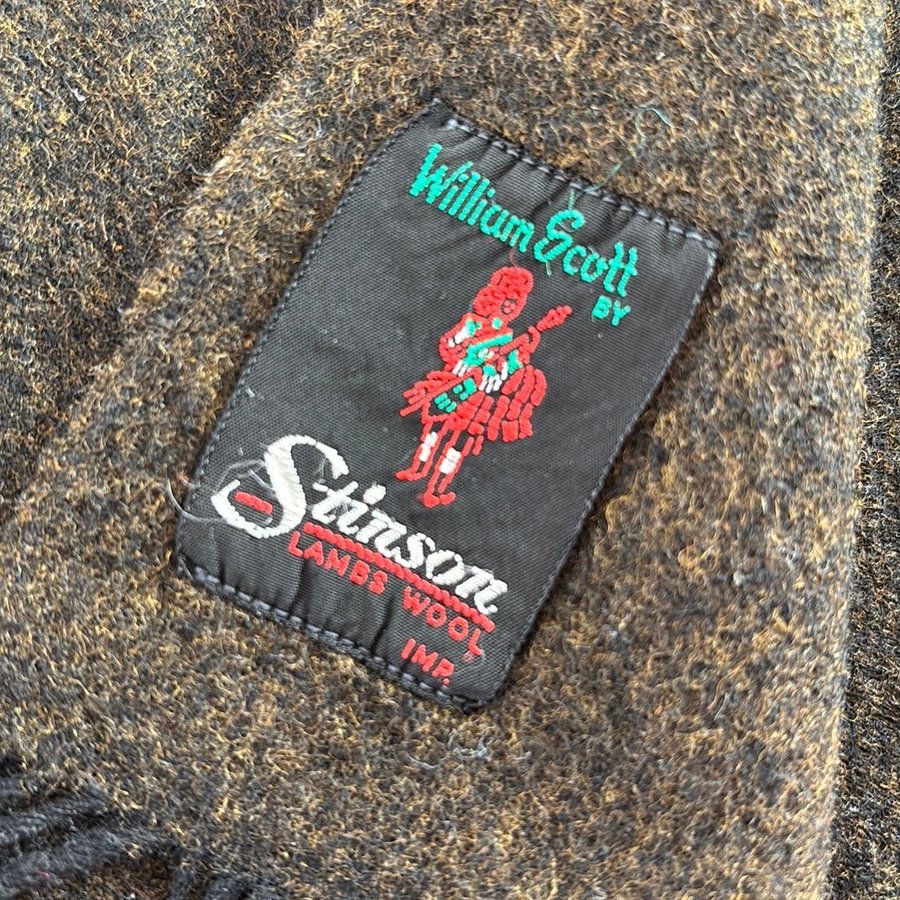 William Scott
BY
Stinson
LAMBS WOOL
IMP.